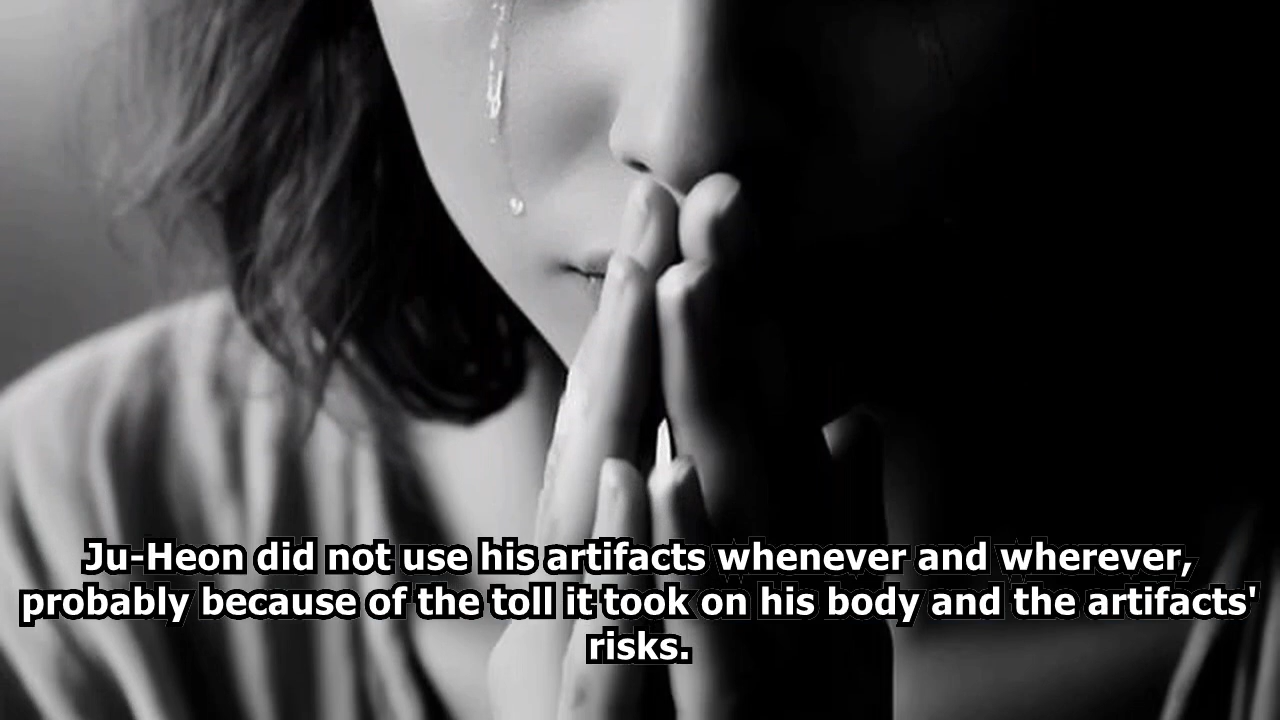 Ju-Heon did not use his artifacts whenever and wherever,
probably because of the toll it took on his body and the artifacts'
risks.